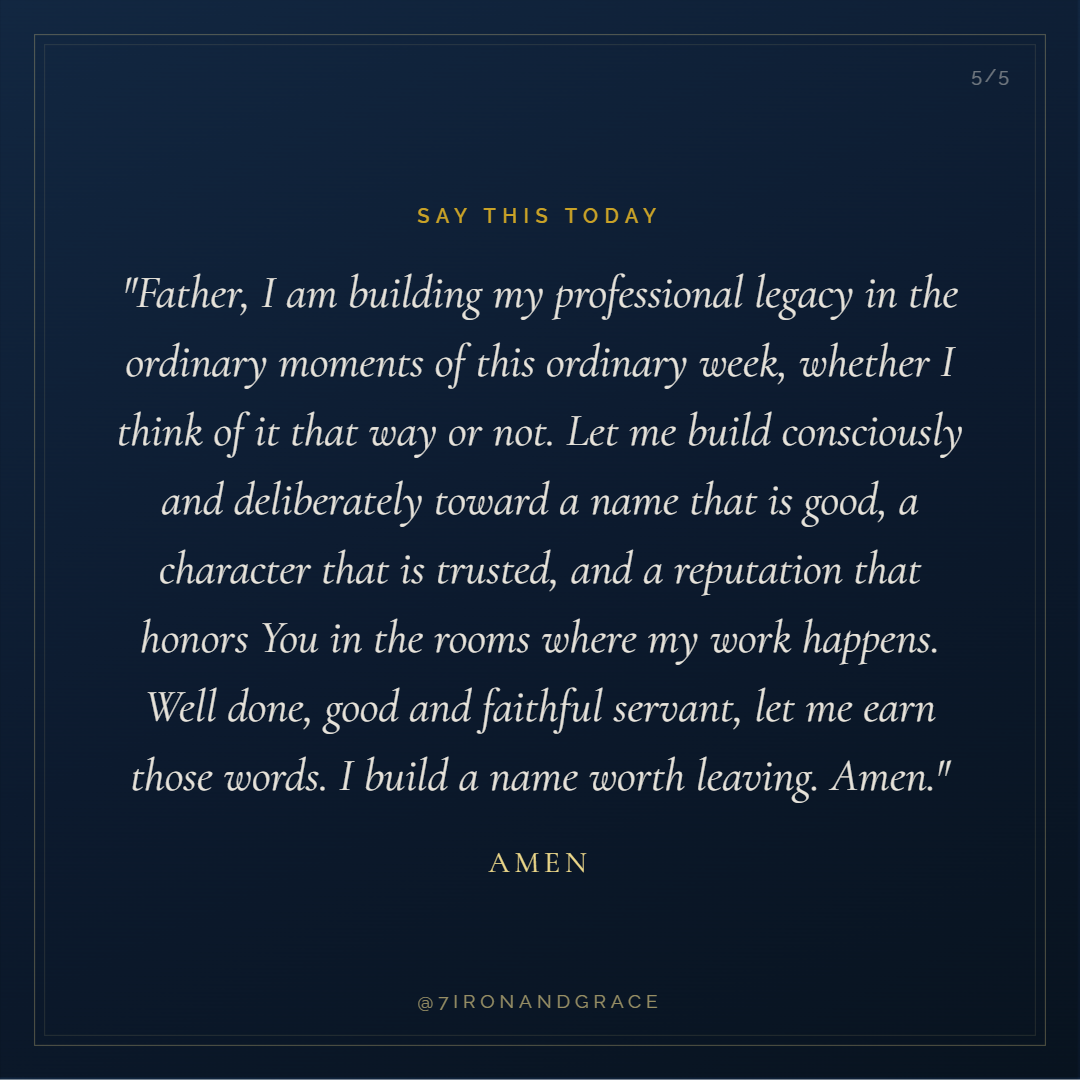 5/5
SAY THIS TODAY
"Father, I am building my professional legacy in the
ordinary moments of this ordinary week, whether I
think of it that way or not. Let me build consciously
and deliberately toward a name that is good, a
character that is trusted, and a reputation that
honors You in the rooms where my work happens.
Well done, good and faithful servant, let me earn
those words. I build a name worth leaving. Amen."
AMEN
@7IRONANDGRACE